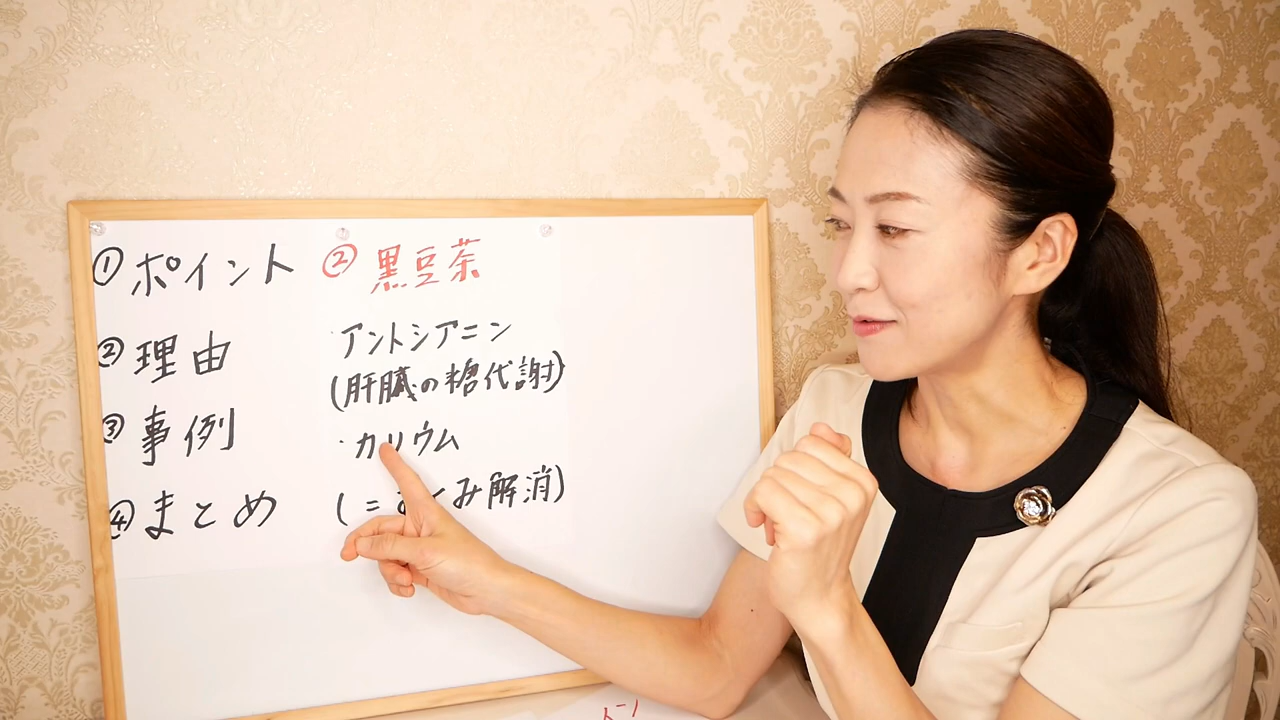 ①ポイント
②理由
③事例
④まとめ
②黒豆茶
・アントシアニン
(肝臓の糖代謝)
・カリウム
(=み解消)